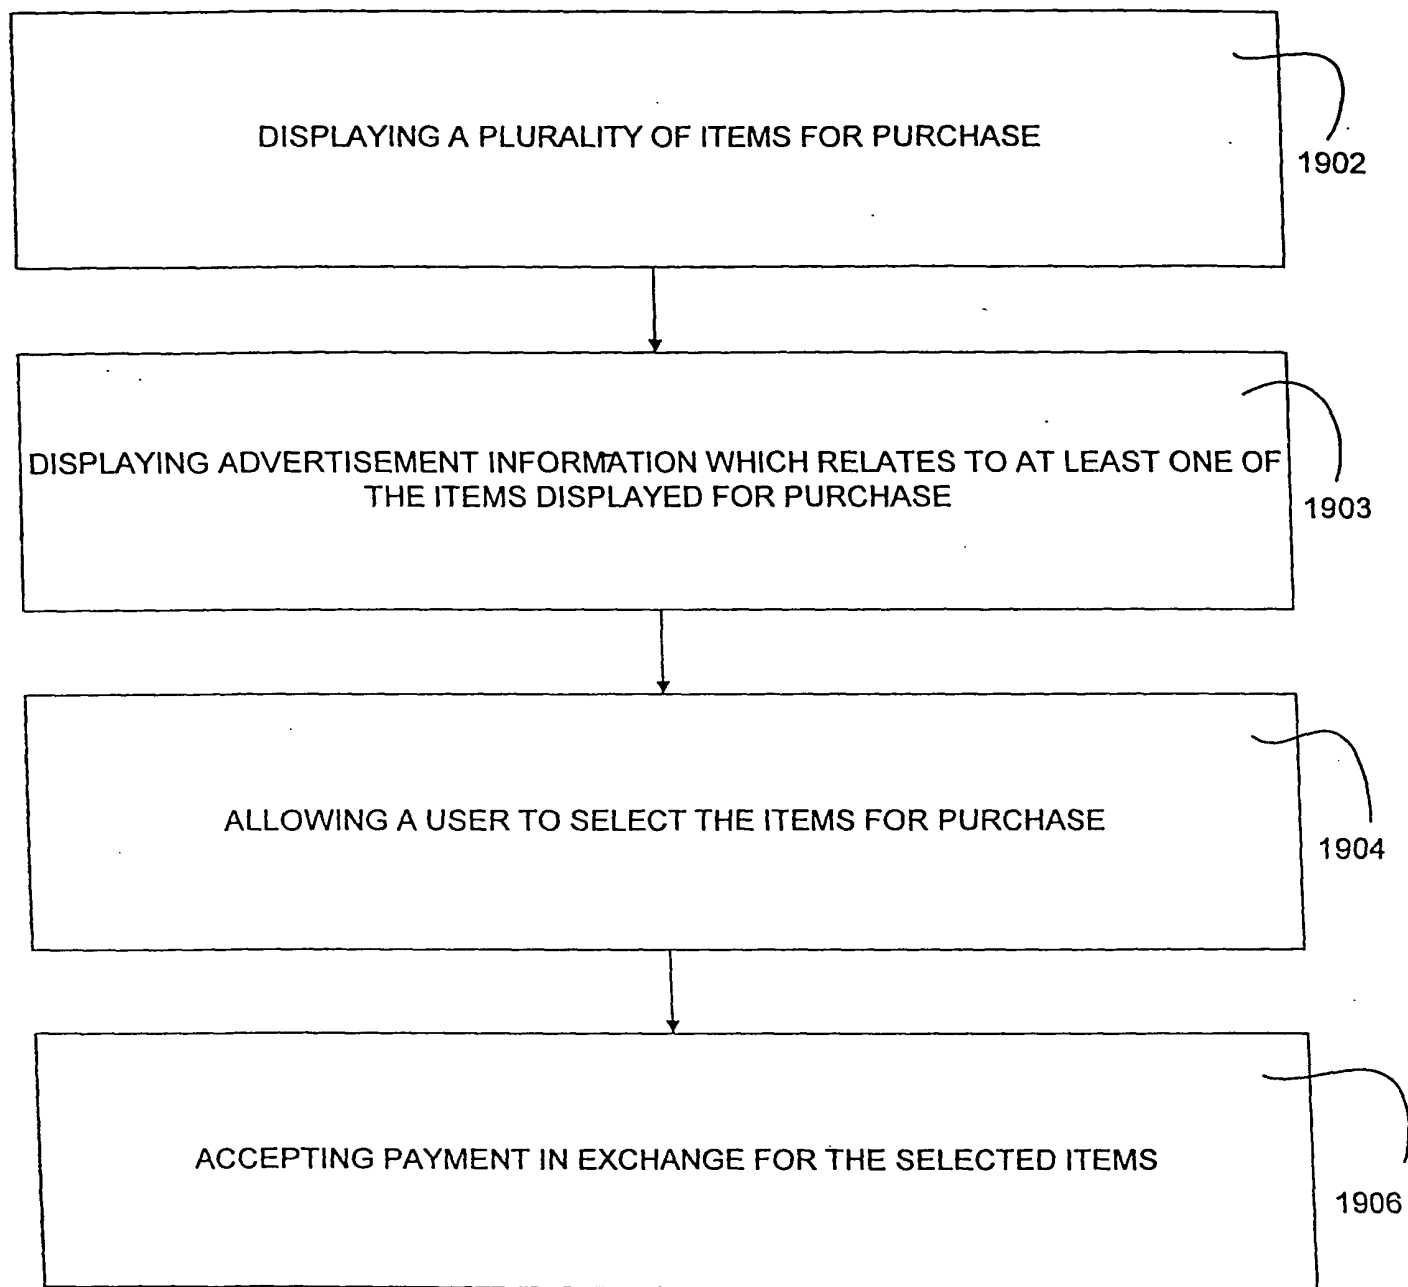 DISPLAYING A PLURALITY OF ITEMS FOR PURCHASE
1902
DISPLAYING ADVERTISEMENT INFORMATION WHICH RELATES TO AT LEAST ONE OF
THE ITEMS DISPLAYED FOR PURCHASE
1903
ALLOWING A USER TO SELECT THE ITEMS FOR PURCHASE
1904
ACCEPTING PAYMENT IN EXCHANGE FOR THE SELECTED ITEMS
1906